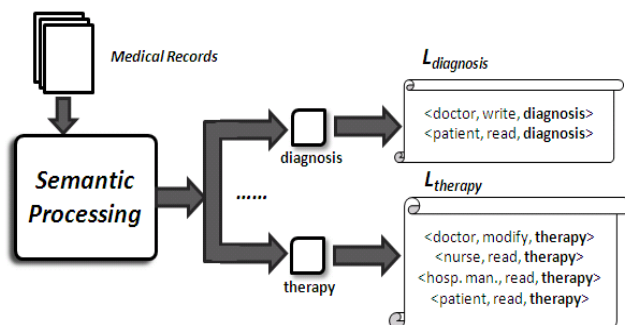 Medical Records
L_diagnosis
<doctor, write, diagnosis>
<patient, read, diagnosis>
diagnosis
Semantic
Processing
......
L_therapy
<doctor, modify, therapy>
<nurse, read, therapy>
<hosp. man., read, therapy>
<patient, read, therapy>
therapy